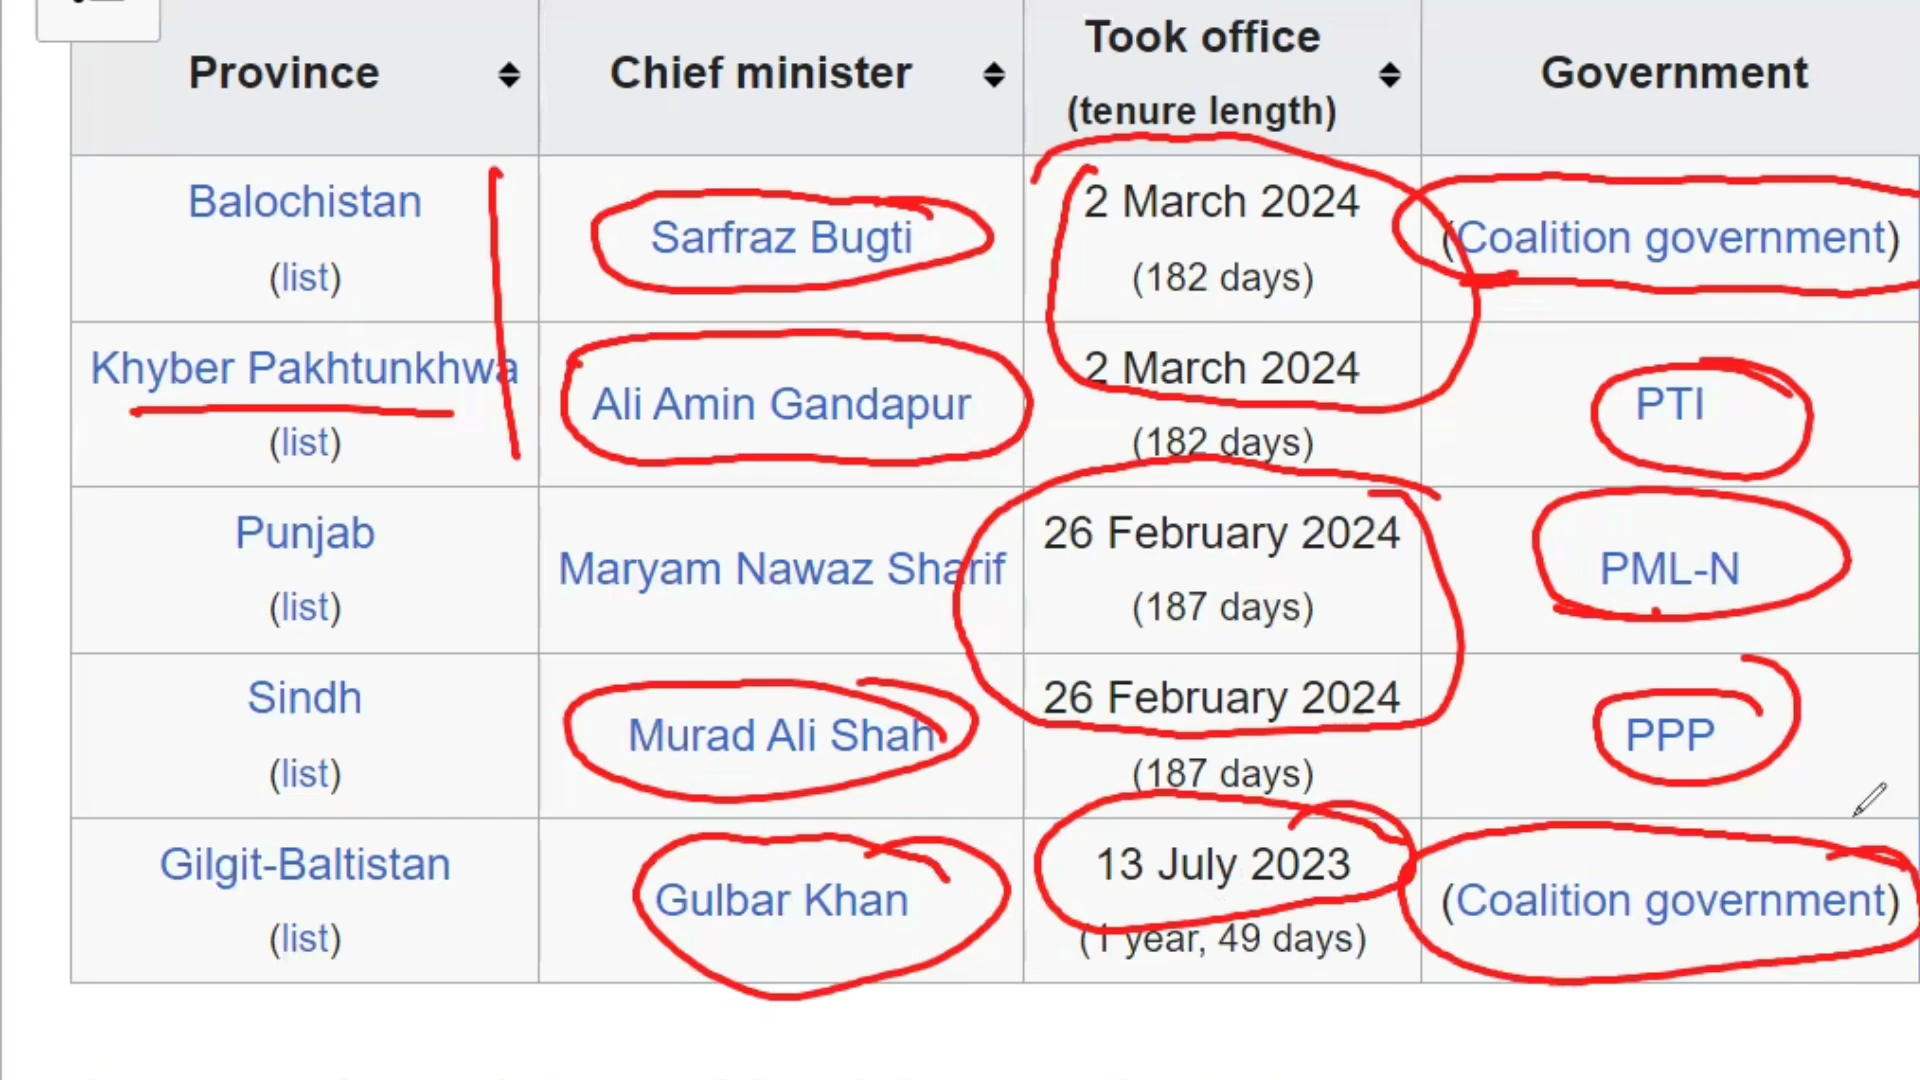 Province
Chief minister
Took office
(tenure length)
Government
Balochistan
(list)
Sarfraz Bugti
2 March 2024
(182 days)
(Coalition government)
Khyber Pakhtunkhwa
(list)
Ali Amin Gandapur
2 March 2024
(182 days)
PTI
Punjab
(list)
Maryam Nawaz Sharif
26 February 2024
(187 days)
PML-N
Sindh
(list)
Murad Ali Shah
26 February 2024
(187 days)
PPP
Gilgit-Baltistan
(list)
Gulbar Khan
13 July 2023
(1 year, 49 days)
(Coalition government)